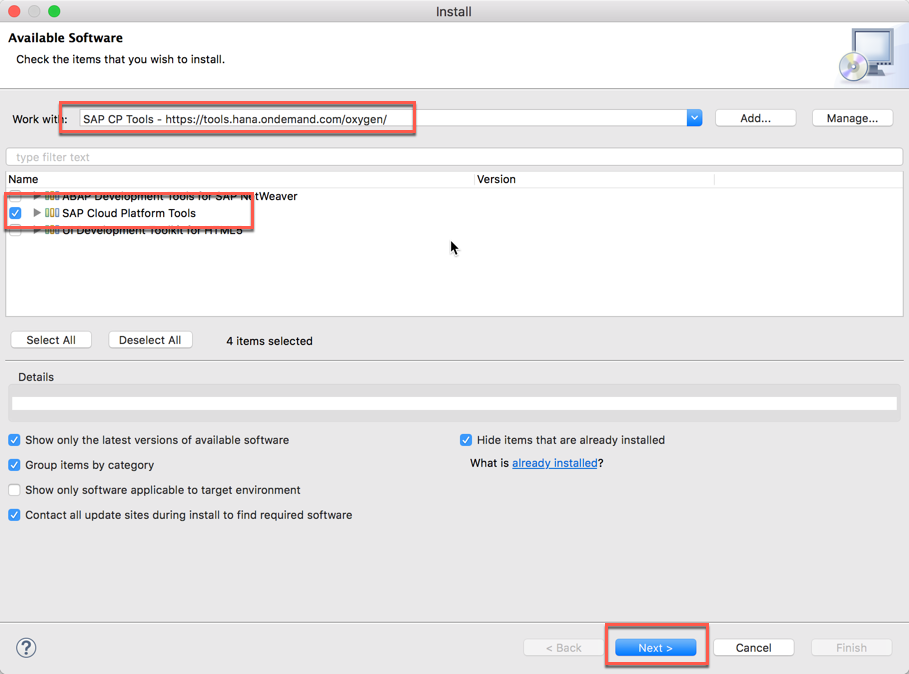 Install
Available Software
Check the items that you wish to install.
Work with: SAP CP Tools - https://tools.hana.ondemand.com/oxygen/ Add... Manage...
type filter text
Name Version
ABAP Development Tools for SAP NetWeaver
SAP Cloud Platform Tools
UI Development Toolkit for HTML5
Select All Deselect All 4 items selected
Details
Show only the latest versions of available software Hide items that are already installed
Group items by category What is already installed?
Show only software applicable to target environment
Contact all update sites during install to find required software
? < Back Next > Cancel Finish